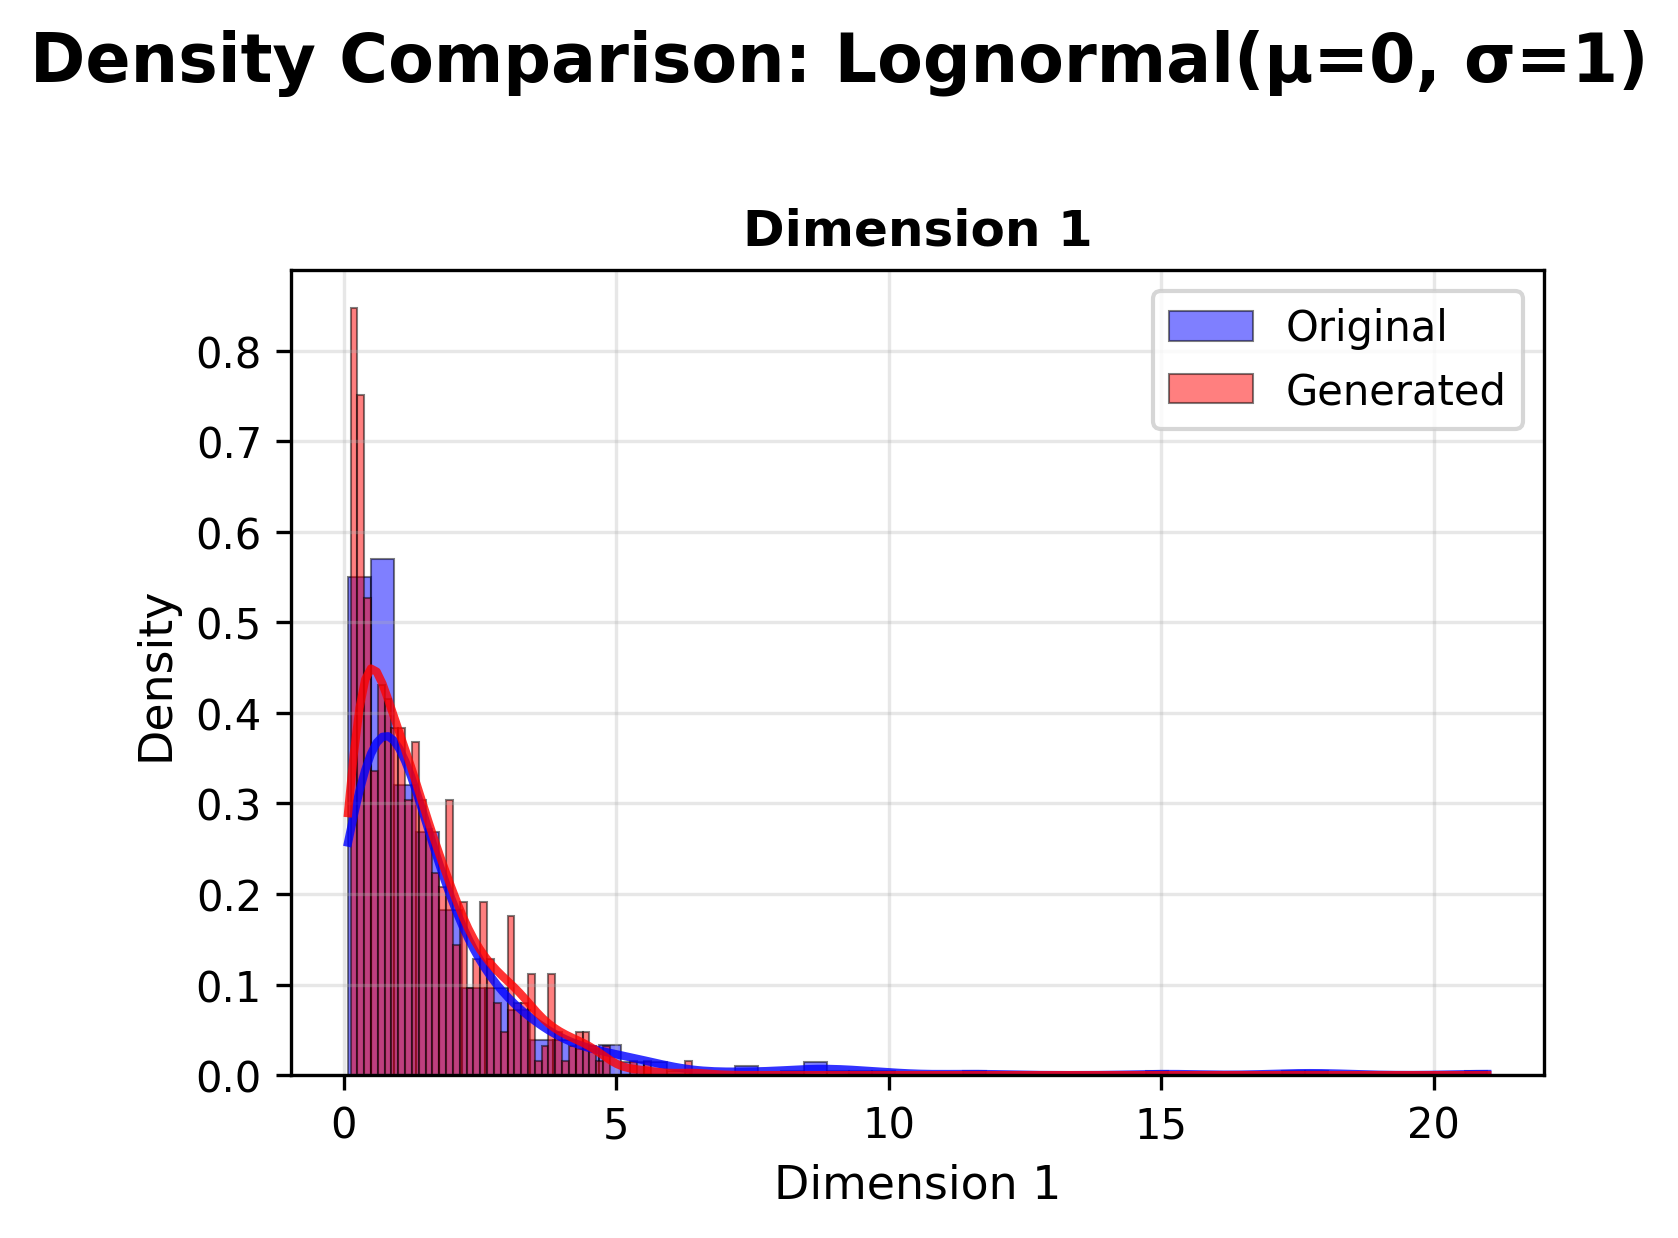 Density Comparison: Lognormal(μ=0, σ=1)
Dimension 1
Original
Generated
Density
0.8
0.7
0.6
0.5
0.4
0.3
0.2
0.1
0.0
0 5 10 15 20
Dimension 1